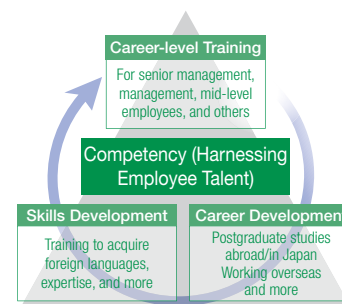 Career-level Training
For senior management,
management, mid-level
employees, and others
Competency (Harnessing
Employee Talent)
Skills Development
Training to acquire
foreign languages,
expertise, and more
Career Development
Postgraduate studies
abroad/in Japan
Working overseas
and more